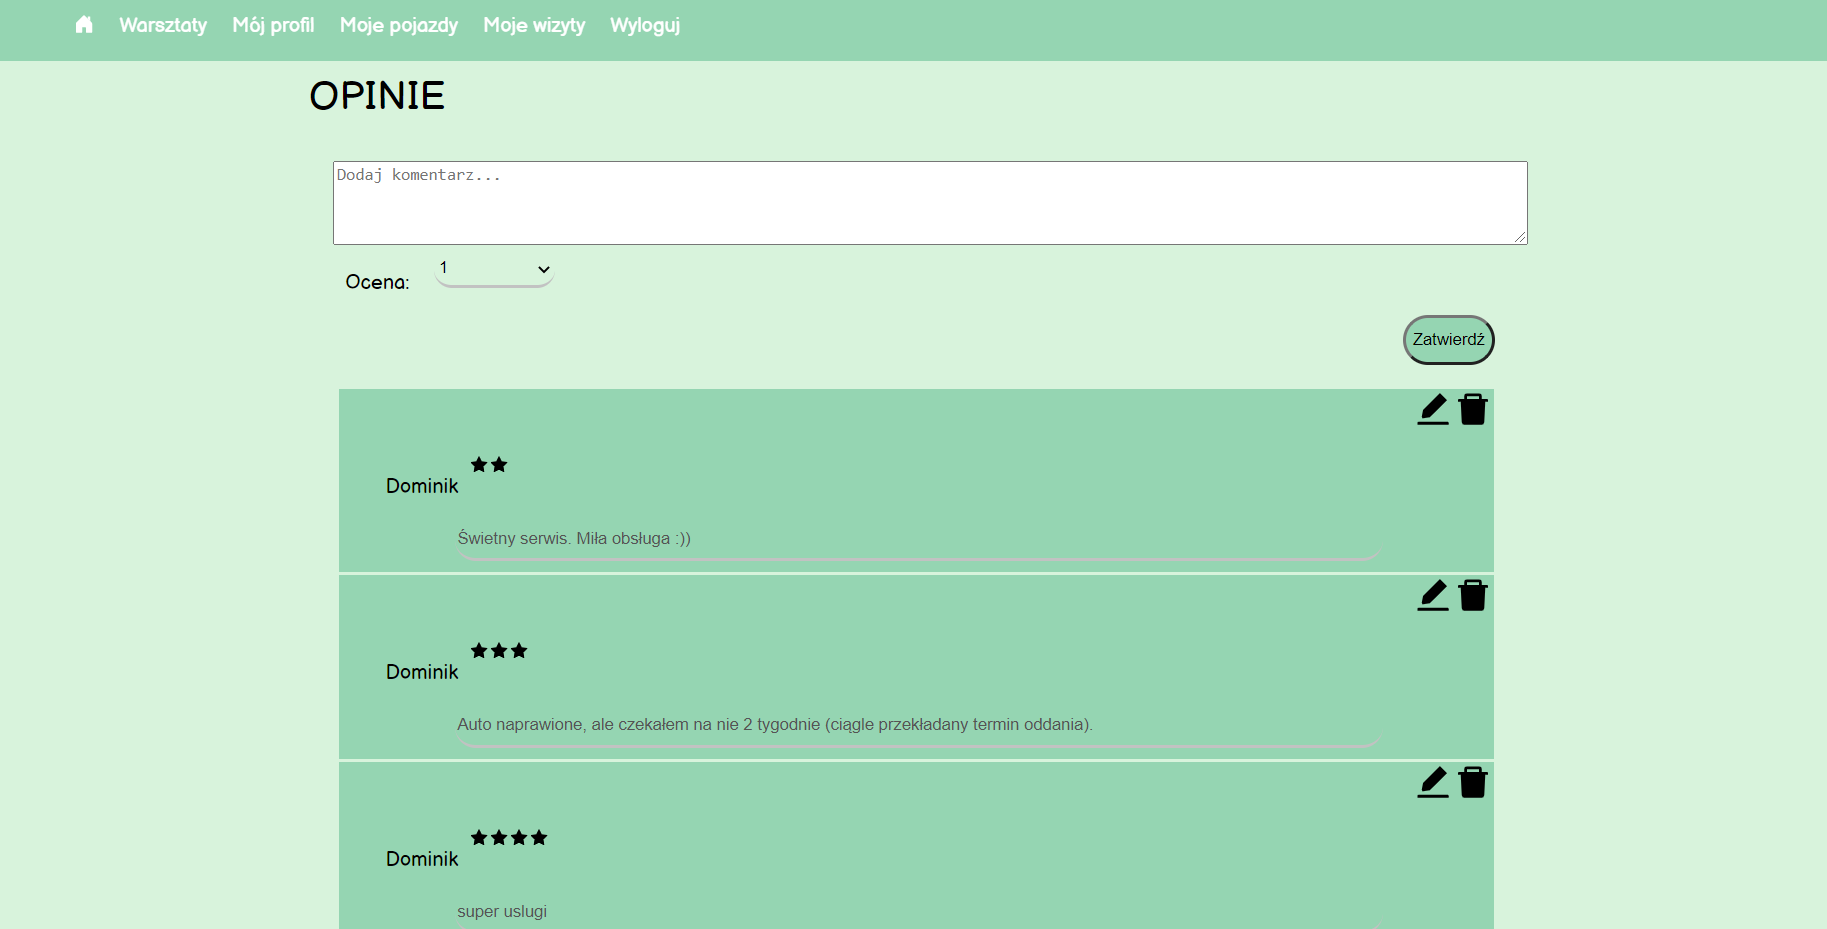 Warsztaty Mój profil Moje pojazdy Moje wizyty Wyloguj
OPINIE
Dodaj komentarz...
Ocena: 1
Zatwierdź
Dominik
Świetny serwis. Miła obsługa :))
Dominik
Auto naprawione, ale czekałem na nie 2 tygodnie (ciągle przekładany termin oddania).
Dominik
super uslugi